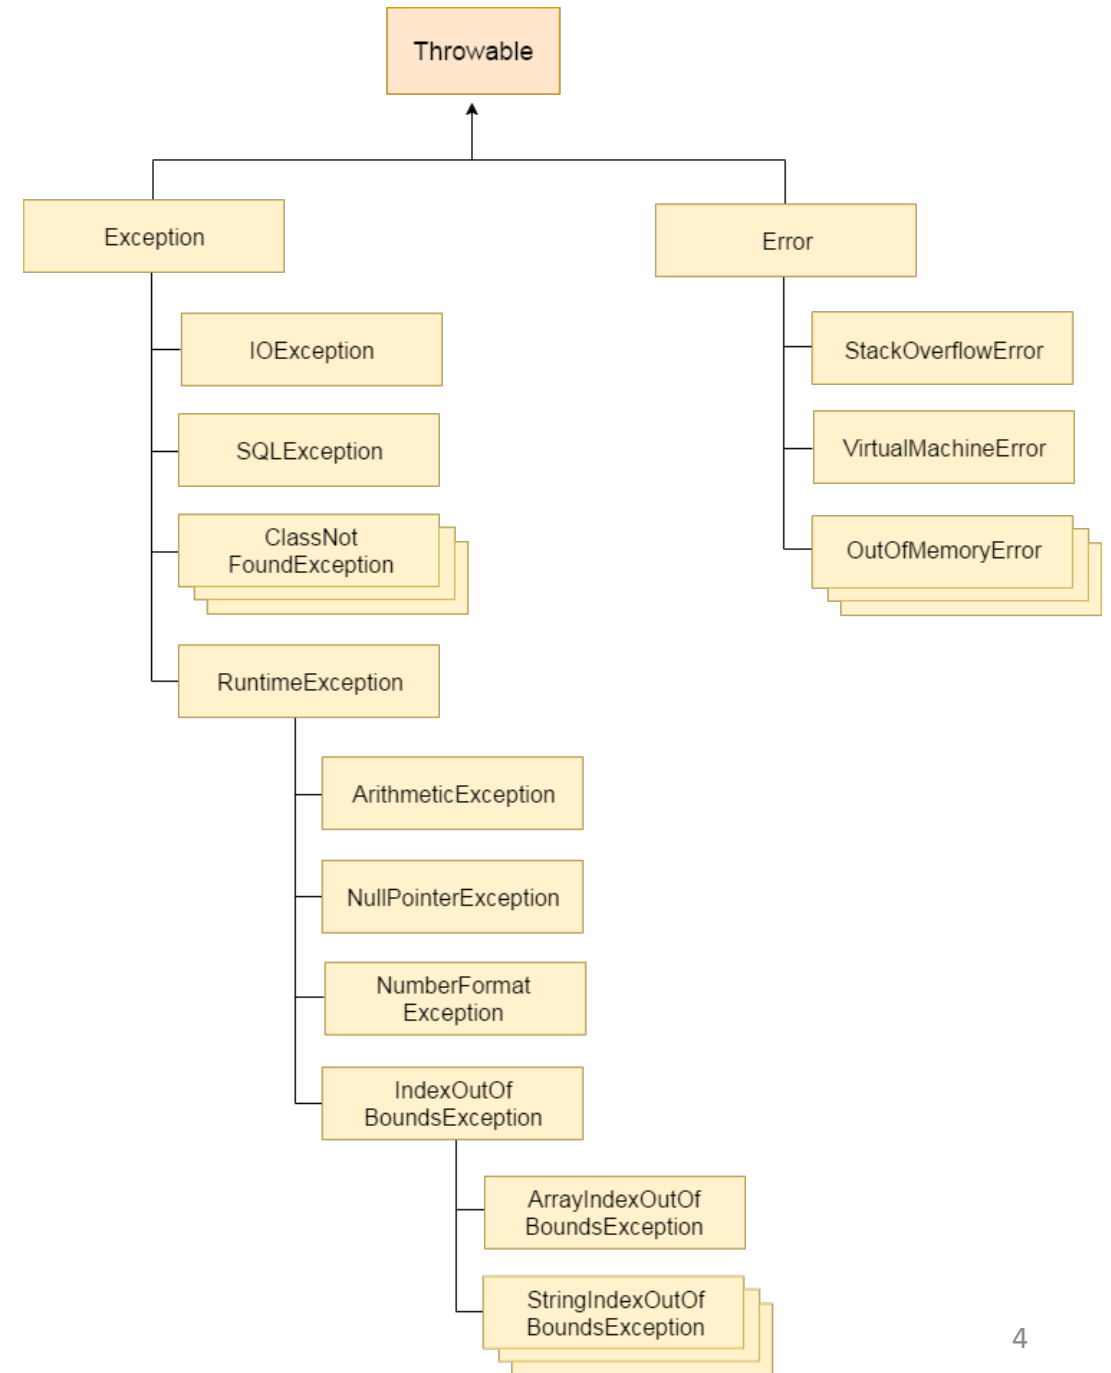 Throwable
Exception
Error
IOException
StackOverflowError
SQLException
VirtualMachineError
ClassNot
FoundException
OutOfMemoryError
RuntimeException
ArithmeticException
NullPointerException
NumberFormat
Exception
IndexOutOf
BoundsException
ArrayIndexOutOf
BoundsException
StringIndexOutOf
BoundsException
4